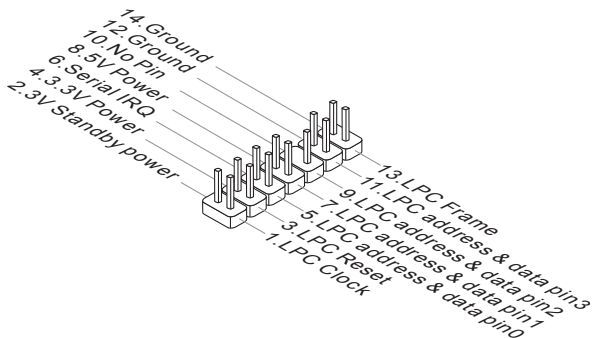 14.Ground
12.Ground
10.No Pin
8.5V Power
6.Serial IRQ
4.3.3V Power
2.3V Standby power
13.LPC Frame
11.LPC address & data pin3
9.LPC address & data pin2
7.LPC address & data pin1
5.LPC address & data pin0
3.LPC Reset
1.LPC Clock